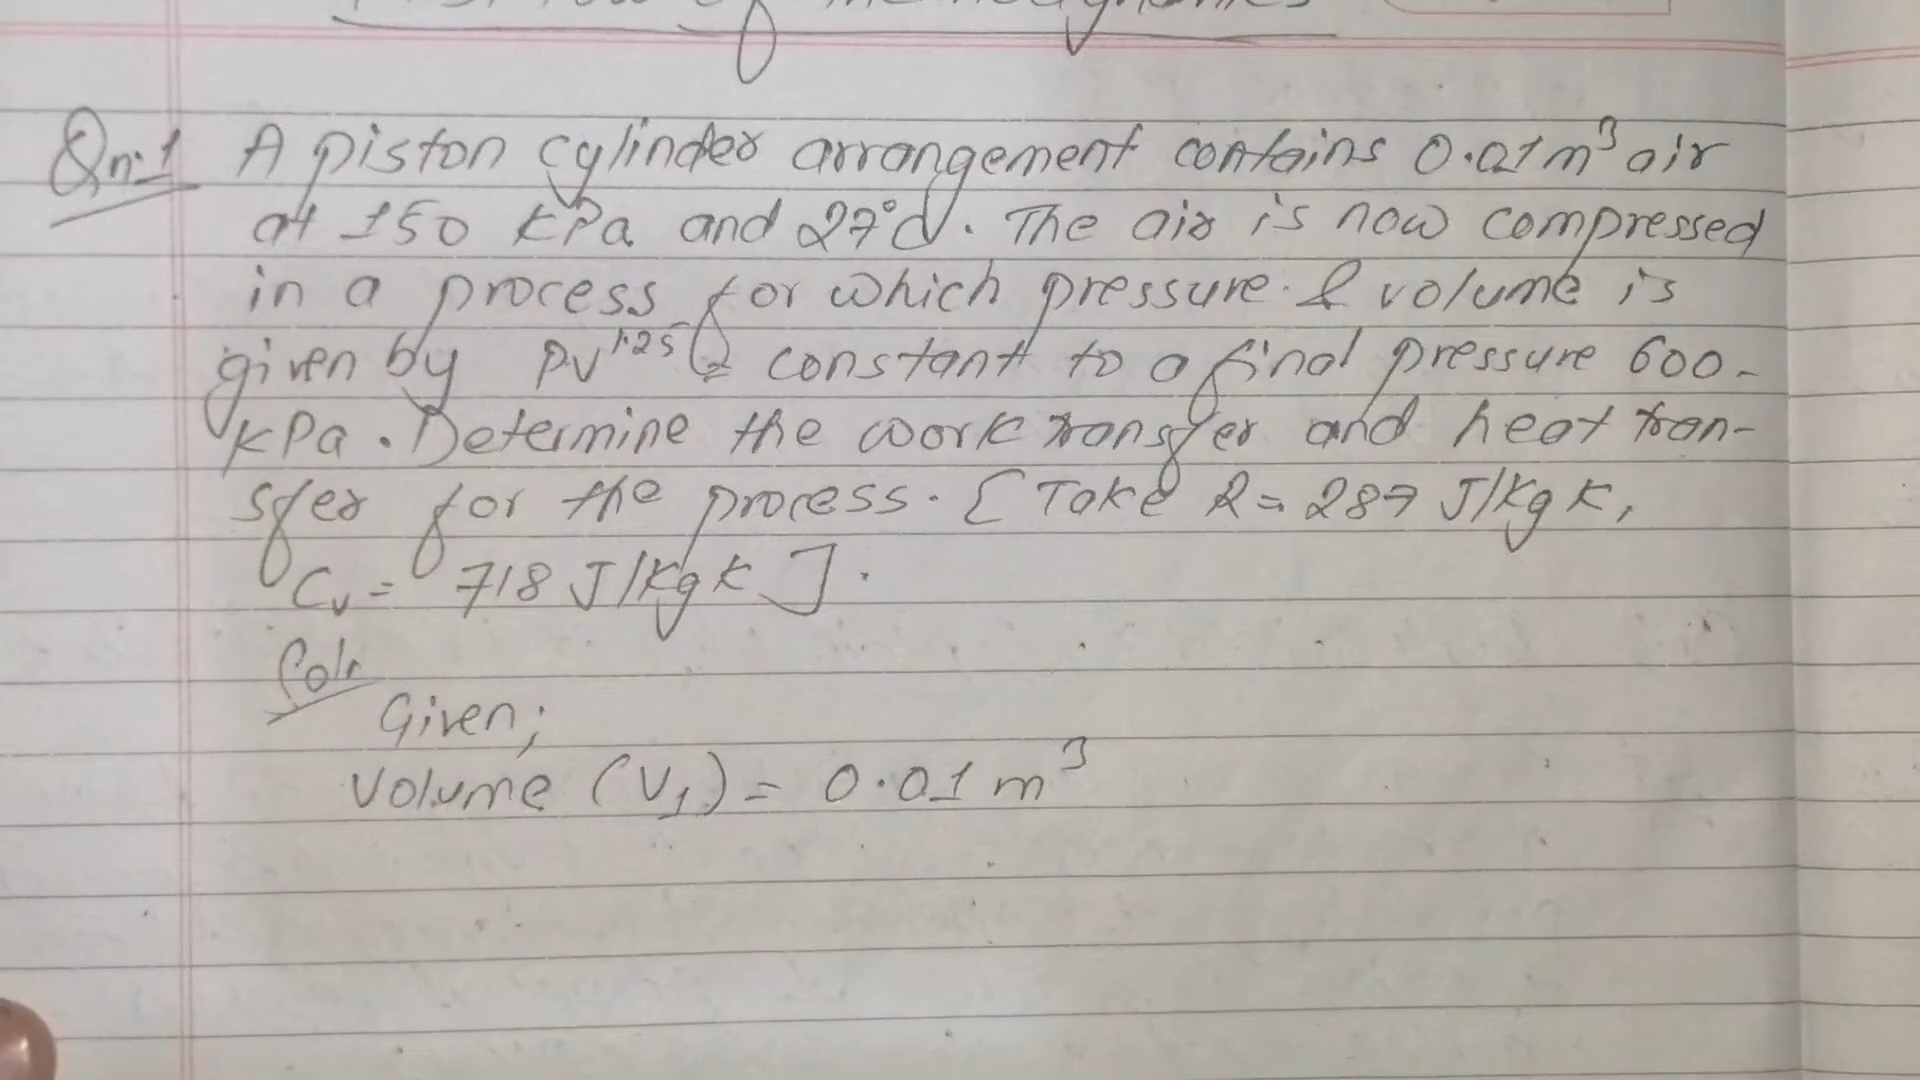 of thermodynamics
Qn:1 A piston cylinder arrangement contains 0.01m³ air
at 150 kPa and 27°C. The air is now compressed
in a process for which pressure & volume is
given by PV^1.25 = constant to a final pressure 600-
kPa. Determine the work transfer and heat tran-
sfer for the process. [Take R= 287 J/kg K,
Cv = 718 J/kg K].
Soln
Given;
Volume (V₁) = 0.01 m³